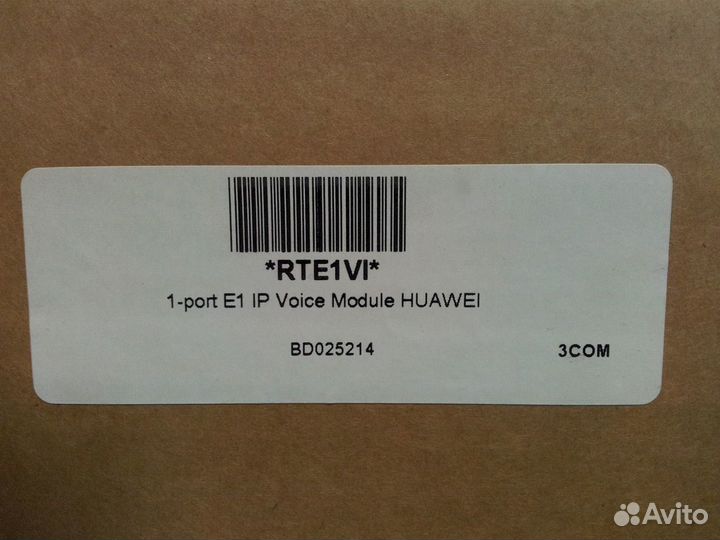 *RTE1VI*
1-port E1 IP Voice Module HUAWEI
BD025214 3COM
Avito